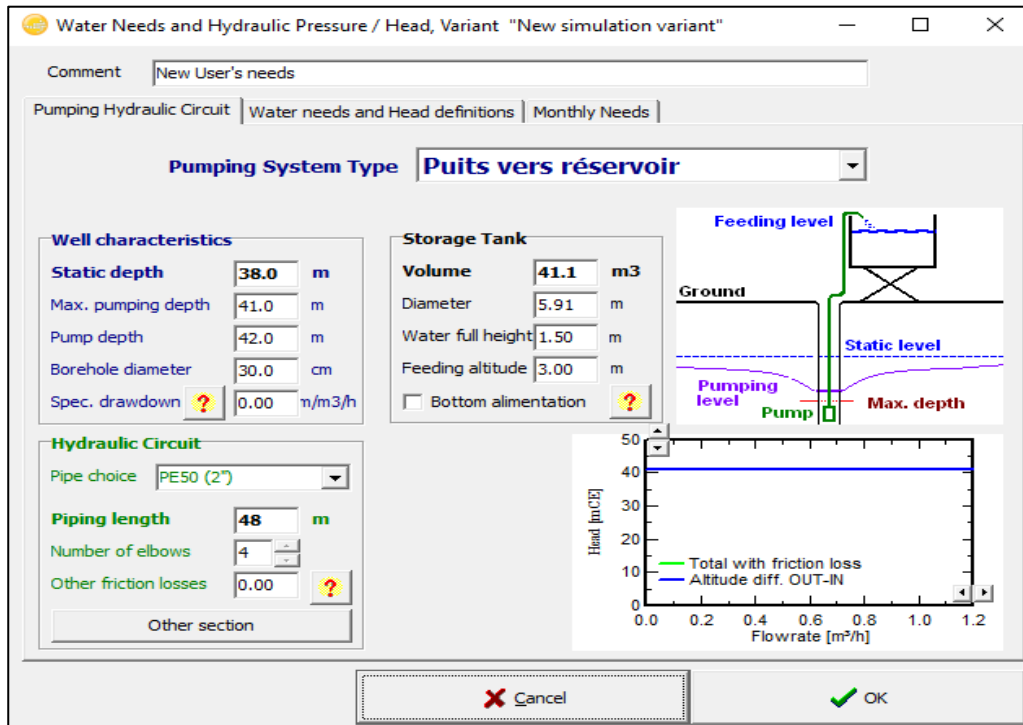 Water Needs and Hydraulic Pressure / Head, Variant "New simulation variant"
Comment New User's needs
Pumping Hydraulic Circuit Water needs and Head definitions Monthly Needs
Pumping System Type Puits vers réservoir
Well characteristics
Static depth 38.0 m
Max. pumping depth 41.0 m
Pump depth 42.0 m
Borehole diameter 30.0 cm
Spec. drawdown ? 0.00 m/m3/h
Storage Tank
Volume 41.1 m3
Diameter 5.91 m
Water full height 1.50 m
Feeding altitude 3.00 m
Bottom alimentation ?
Feeding level
Ground
Static level
Pumping
level
Max. depth
Pump
Hydraulic Circuit
Pipe choice PE50 (2")
Piping length 48 m
Number of elbows 4
Other friction losses 0.00 ?
Other section
Head [mCE]
50
40
30
20
10
0
Total with friction loss
Altitude diff. OUT-IN
0.0 0.2 0.4 0.6 0.8 1.0 1.2
Flowrate [m³/h]
Cancel OK